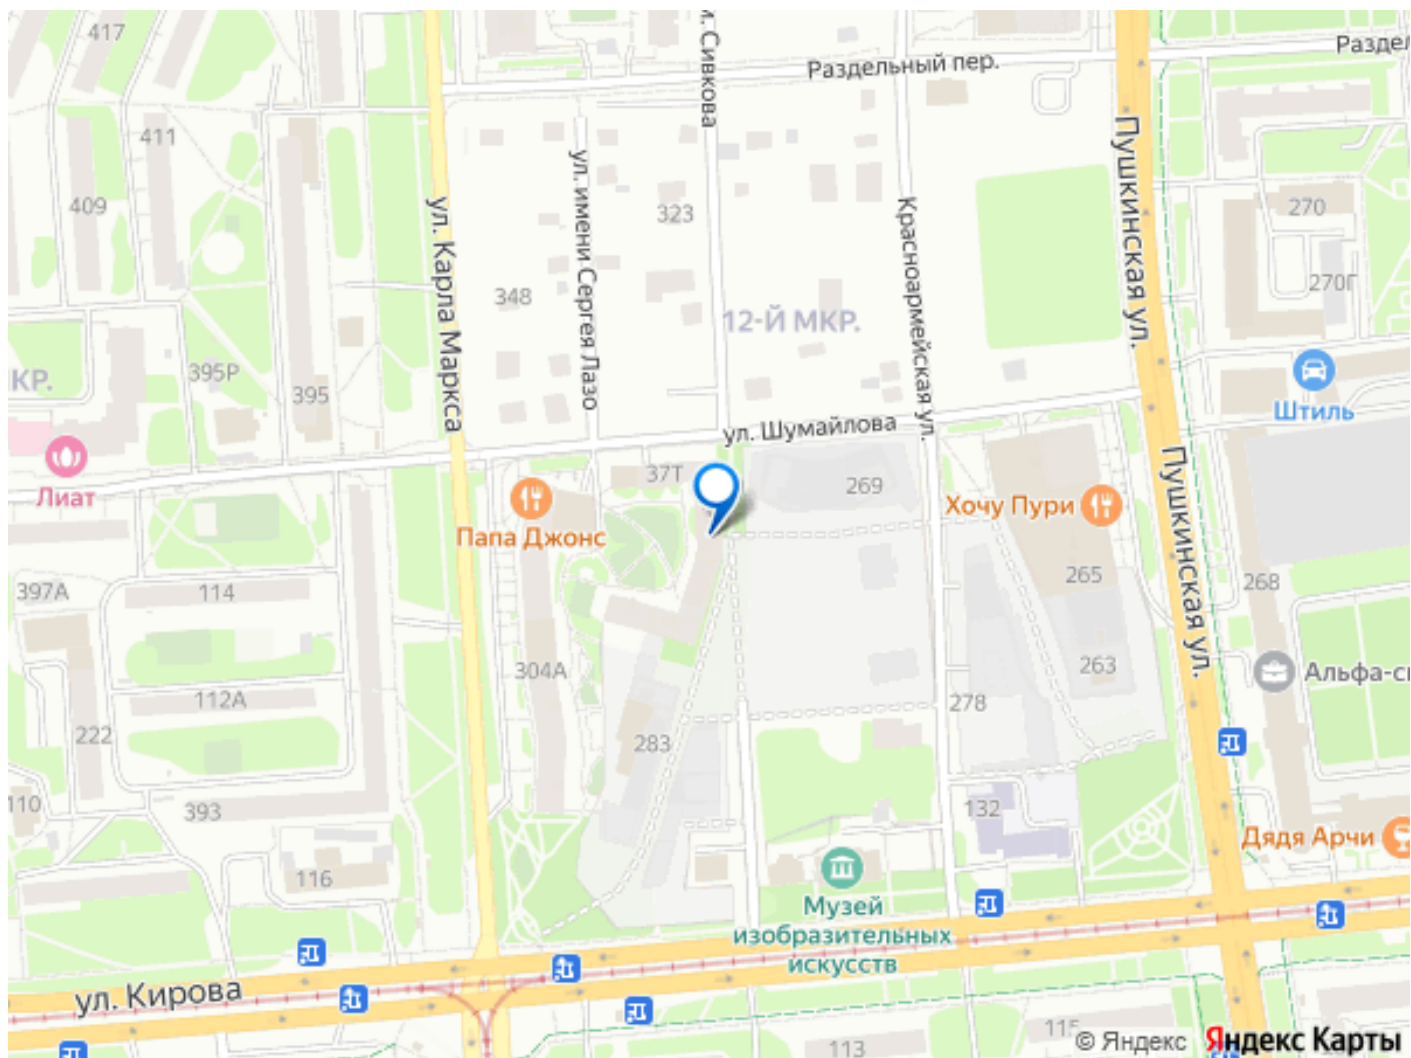 417
м. Сивкова
Раздельный пер.
Раздел
411
409
ул. Карла Маркса
ул. имени Сергея Лазо
323
Красноармейская ул.
Пушкинская ул.
270
270Г
348
12-Й МКР.
КР.
395Р
395
Штиль
ул. Шумайлова
Лиат
37Т
269
Папа Джонс
Хочу Пури
Пушкинская ул.
397А
114
265
268
304А
263
Альфа-с
112А
278
222
283
110
393
132
Дядя Арчи
116
Музей
изобразительных
искусств
ул. Кирова
115
113
© Яндекс
Яндекс Карты